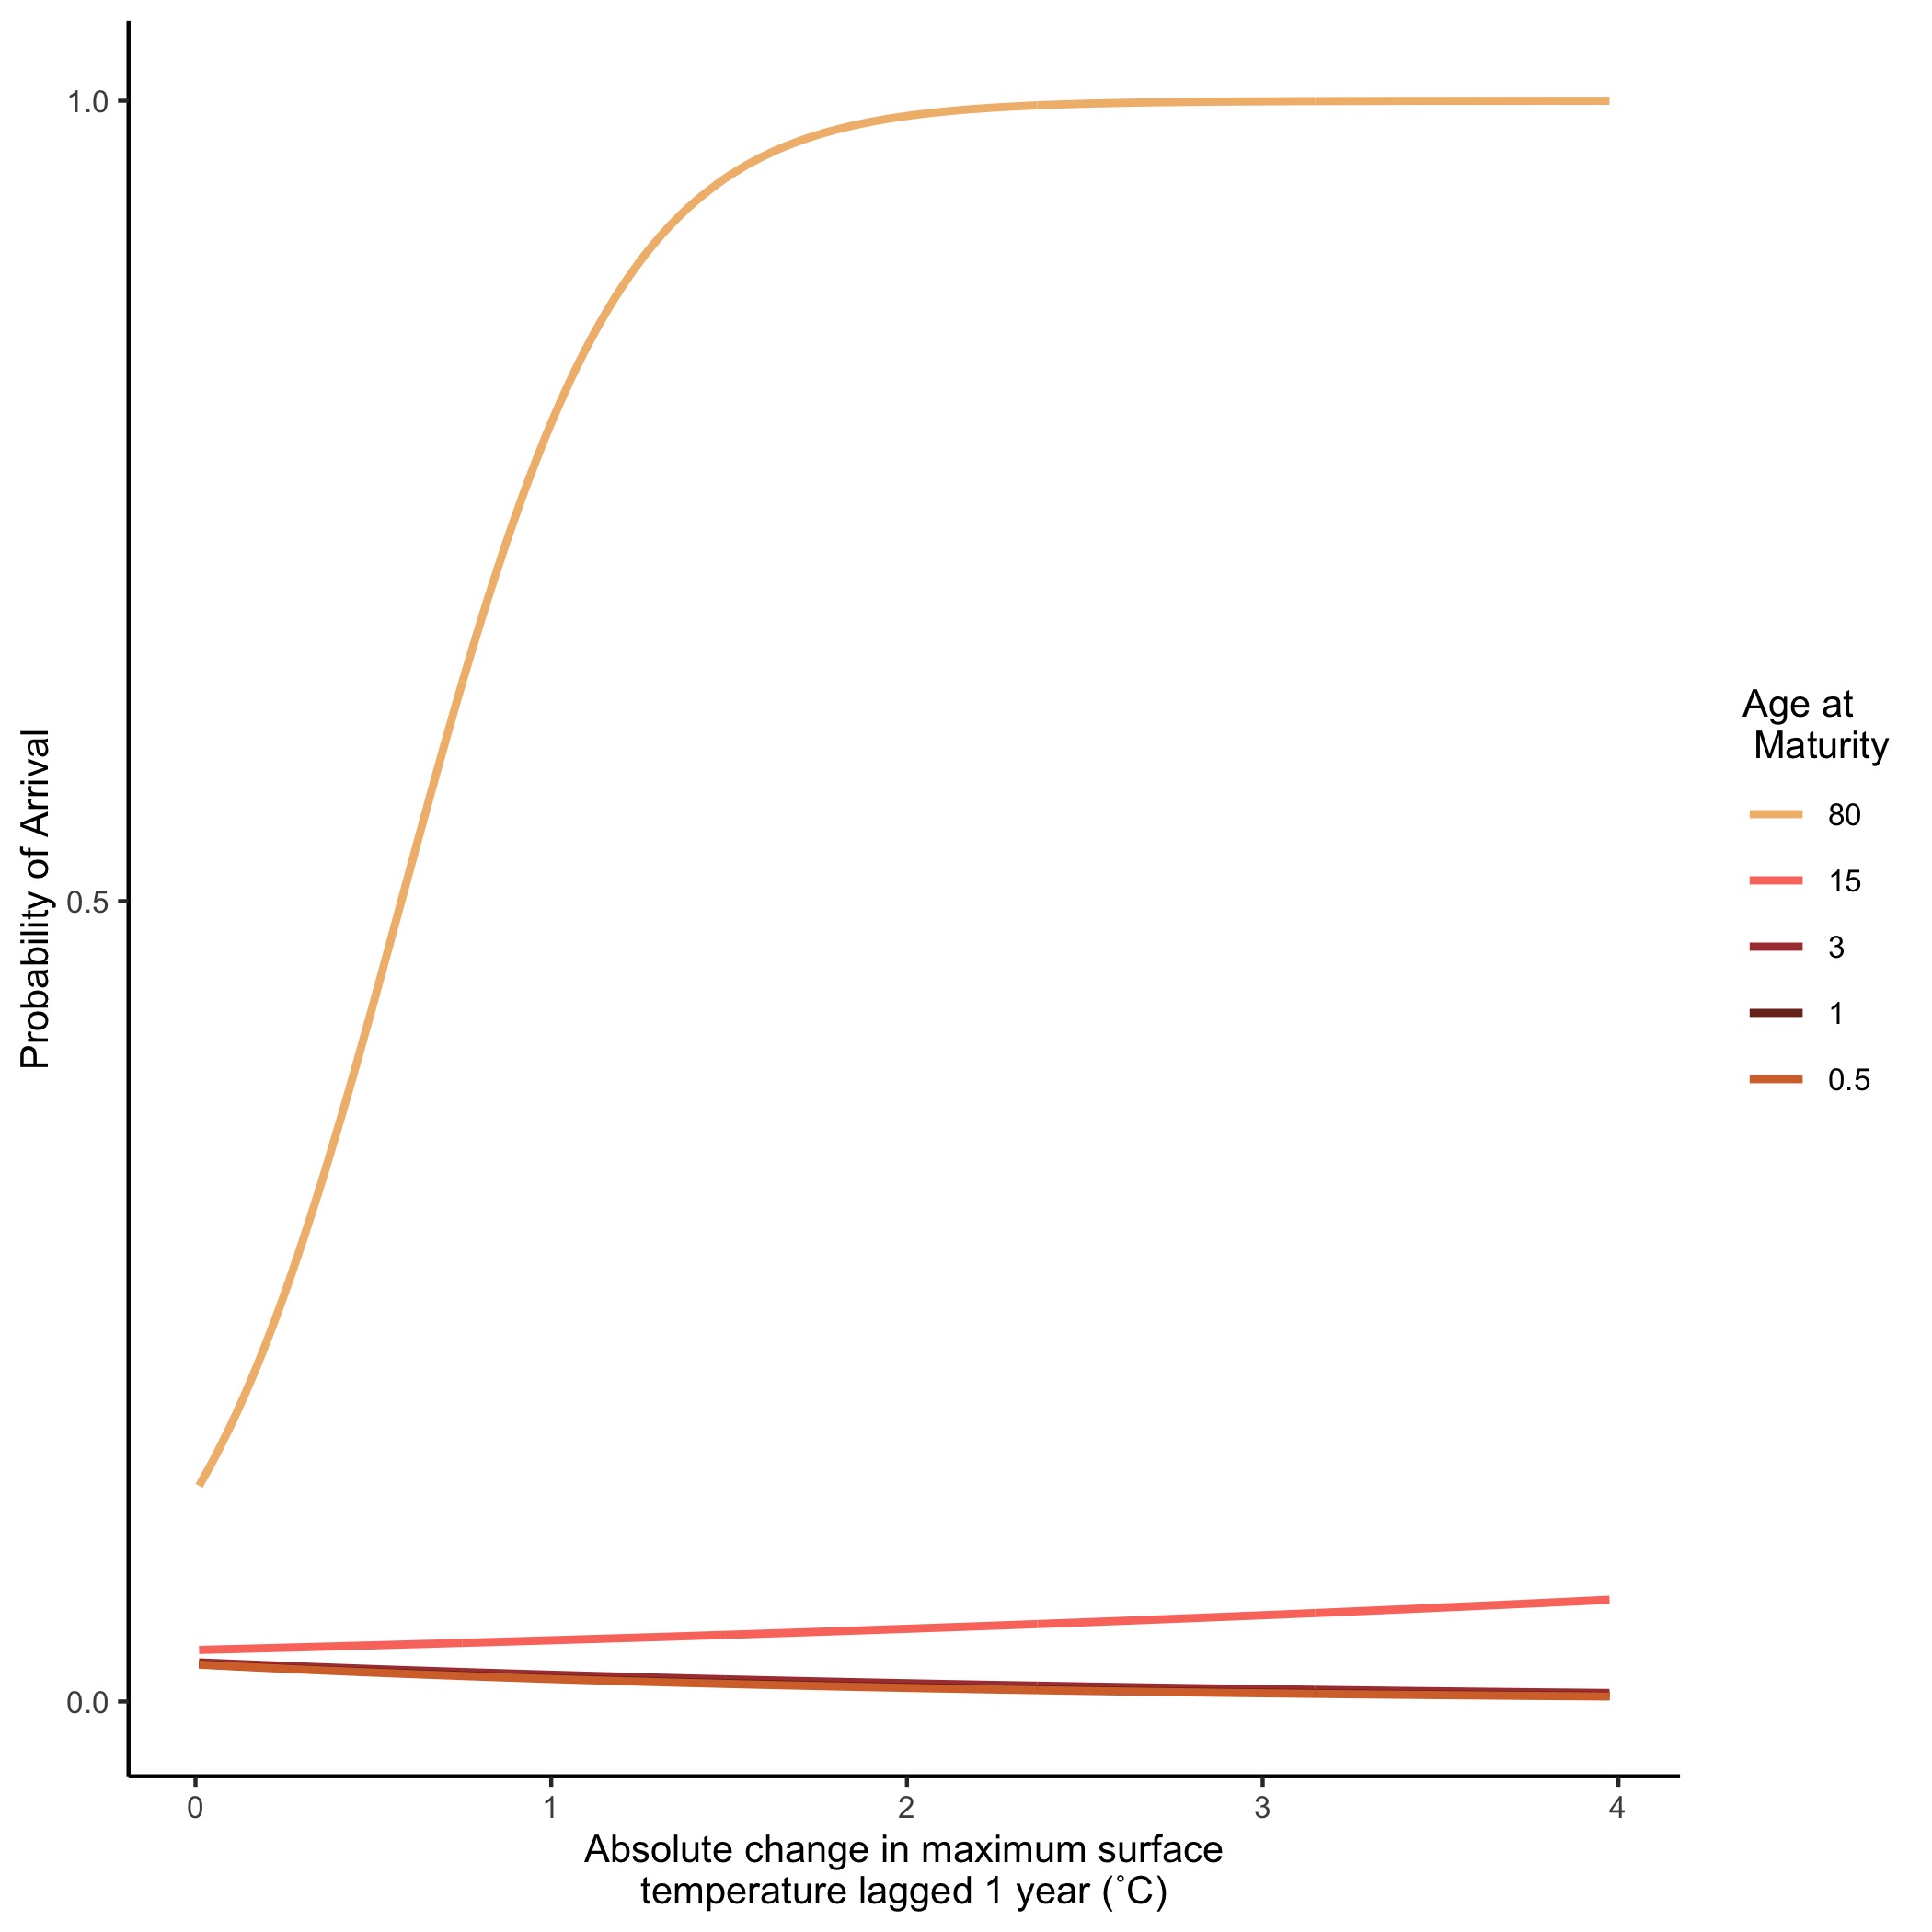 1.0
0.5
0.0
Probability of Arrival
0
1
2
3
4
Absolute change in maximum surface
temperature lagged 1 year (˚C)
Age at
Maturity
80
15
3
1
0.5